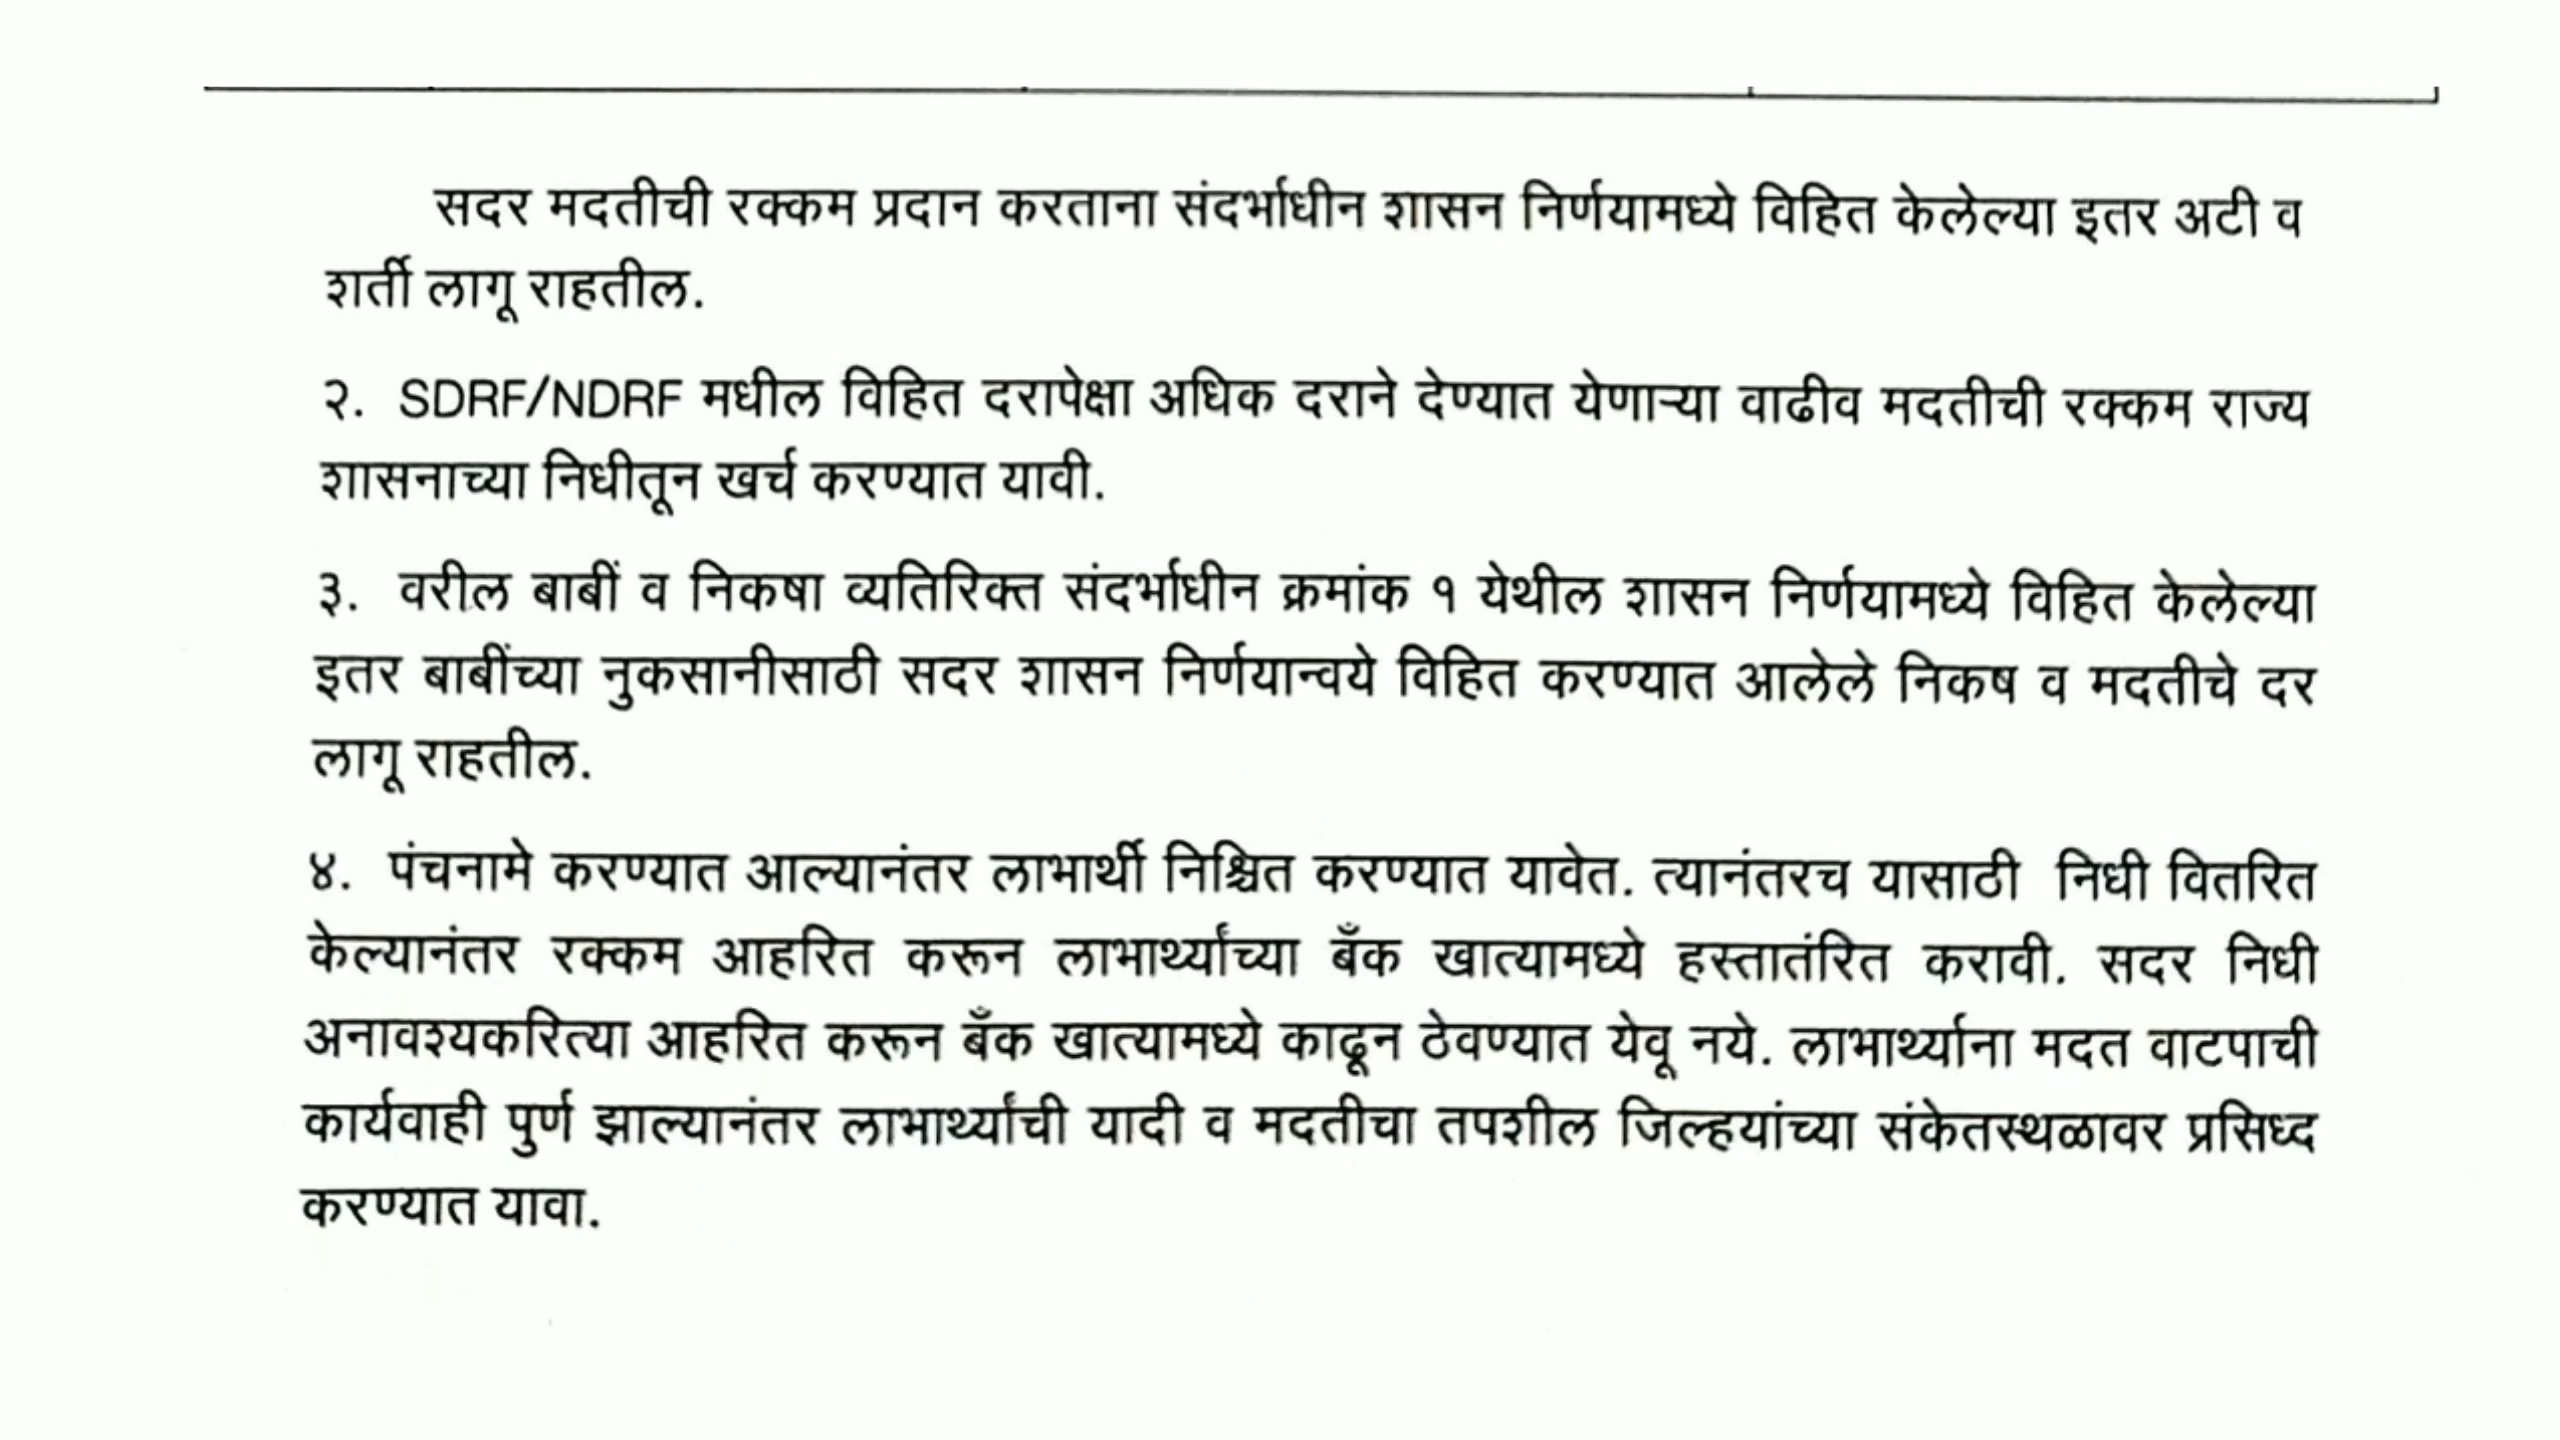 सदर मदतीची रक्कम प्रदान करताना संदर्भाधीन शासन निर्णयामध्ये विहित केलेल्या इतर अटी व
शर्ती लागू राहतील.
२. SDRF/NDRF मधील विहित दरापेक्षा अधिक दराने देण्यात येणाऱ्या वाढीव मदतीची रक्कम राज्य
शासनाच्या निधीतून खर्च करण्यात यावी.
३. वरील बाबीं व निकषा व्यतिरिक्त संदर्भाधीन क्रमांक १ येथील शासन निर्णयामध्ये विहित केलेल्या
इतर बाबींच्या नुकसानीसाठी सदर शासन निर्णयान्वये विहित करण्यात आलेले निकष व मदतीचे दर
लागू राहतील.
४. पंचनामे करण्यात आल्यानंतर लाभार्थी निश्चित करण्यात यावेत. त्यानंतरच यासाठी निधी वितरित
केल्यानंतर रक्कम आहरित करून लाभार्थ्यांच्या बँक खात्यामध्ये हस्तातंरित करावी. सदर निधी
अनावश्यकरित्या आहरित करून बँक खात्यामध्ये काढून ठेवण्यात येवू नये. लाभार्थ्याना मदत वाटपाची
कार्यवाही पुर्ण झाल्यानंतर लाभार्थ्यांची यादी व मदतीचा तपशील जिल्हयांच्या संकेतस्थळावर प्रसिध्द
करण्यात यावा.